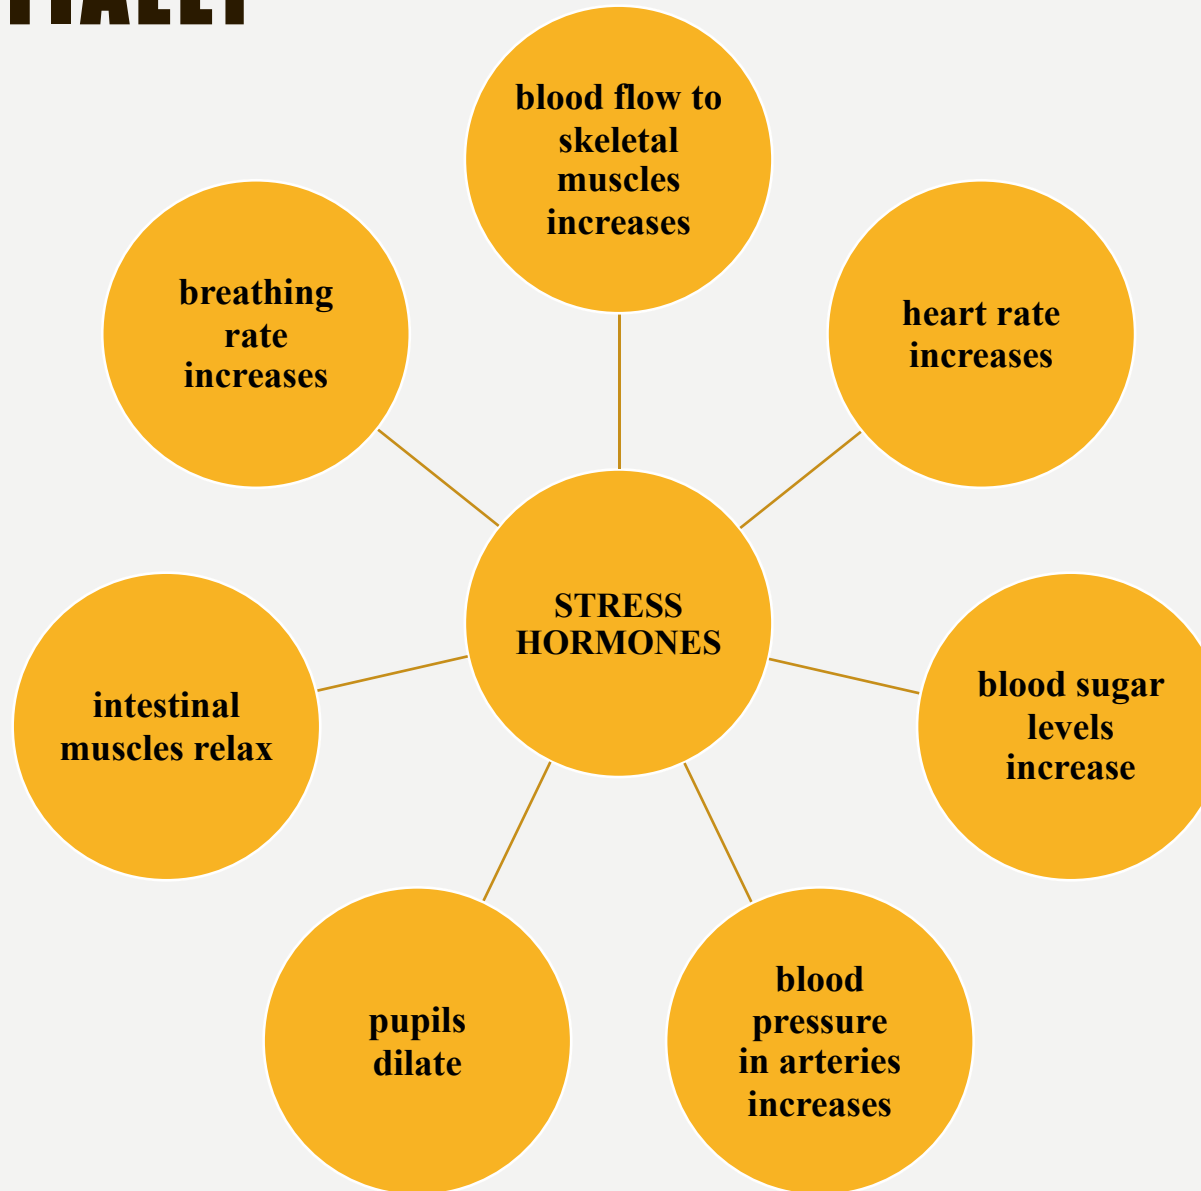 blood flow to
skeletal
muscles
increases
heart rate
increases
blood sugar
levels
increase
blood
pressure
in arteries
increases
pupils
dilate
intestinal
muscles relax
breathing
rate
increases
STRESS
HORMONES